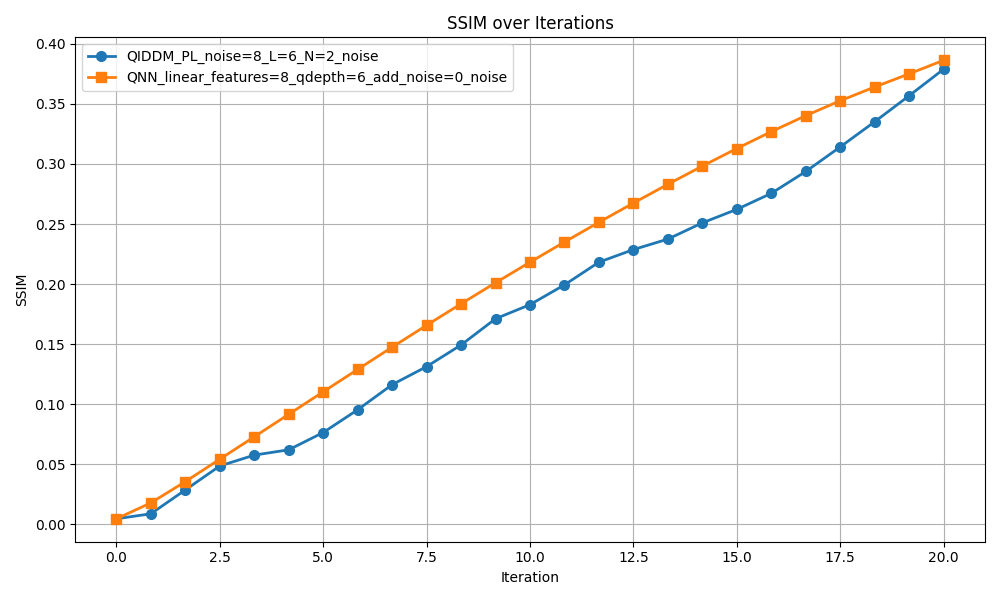 SSIM over Iterations
QIDDM_PL_noise=8_L=6_N=2_noise
QNN_linear_features=8_qdepth=6_add_noise=0_noise
0.40
0.35
0.30
0.25
0.20
0.15
0.10
0.05
0.00
SSIM
0.0 2.5 5.0 7.5 10.0 12.5 15.0 17.5 20.0
Iteration